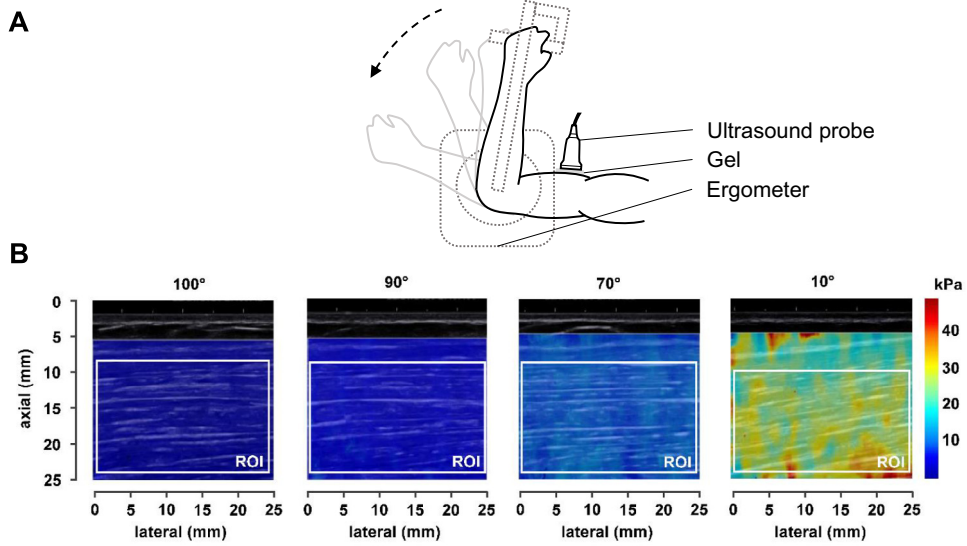 A
Ultrasound probe
Gel
Ergometer
B
100° 90° 70° 10° kPa
0
5
10
15
20
25
axial (mm)
40
30
20
10
ROI ROI ROI ROI
0 5 10 15 20 25 0 5 10 15 20 25 0 5 10 15 20 25 0 5 10 15 20 25
lateral (mm) lateral (mm) lateral (mm) lateral (mm)